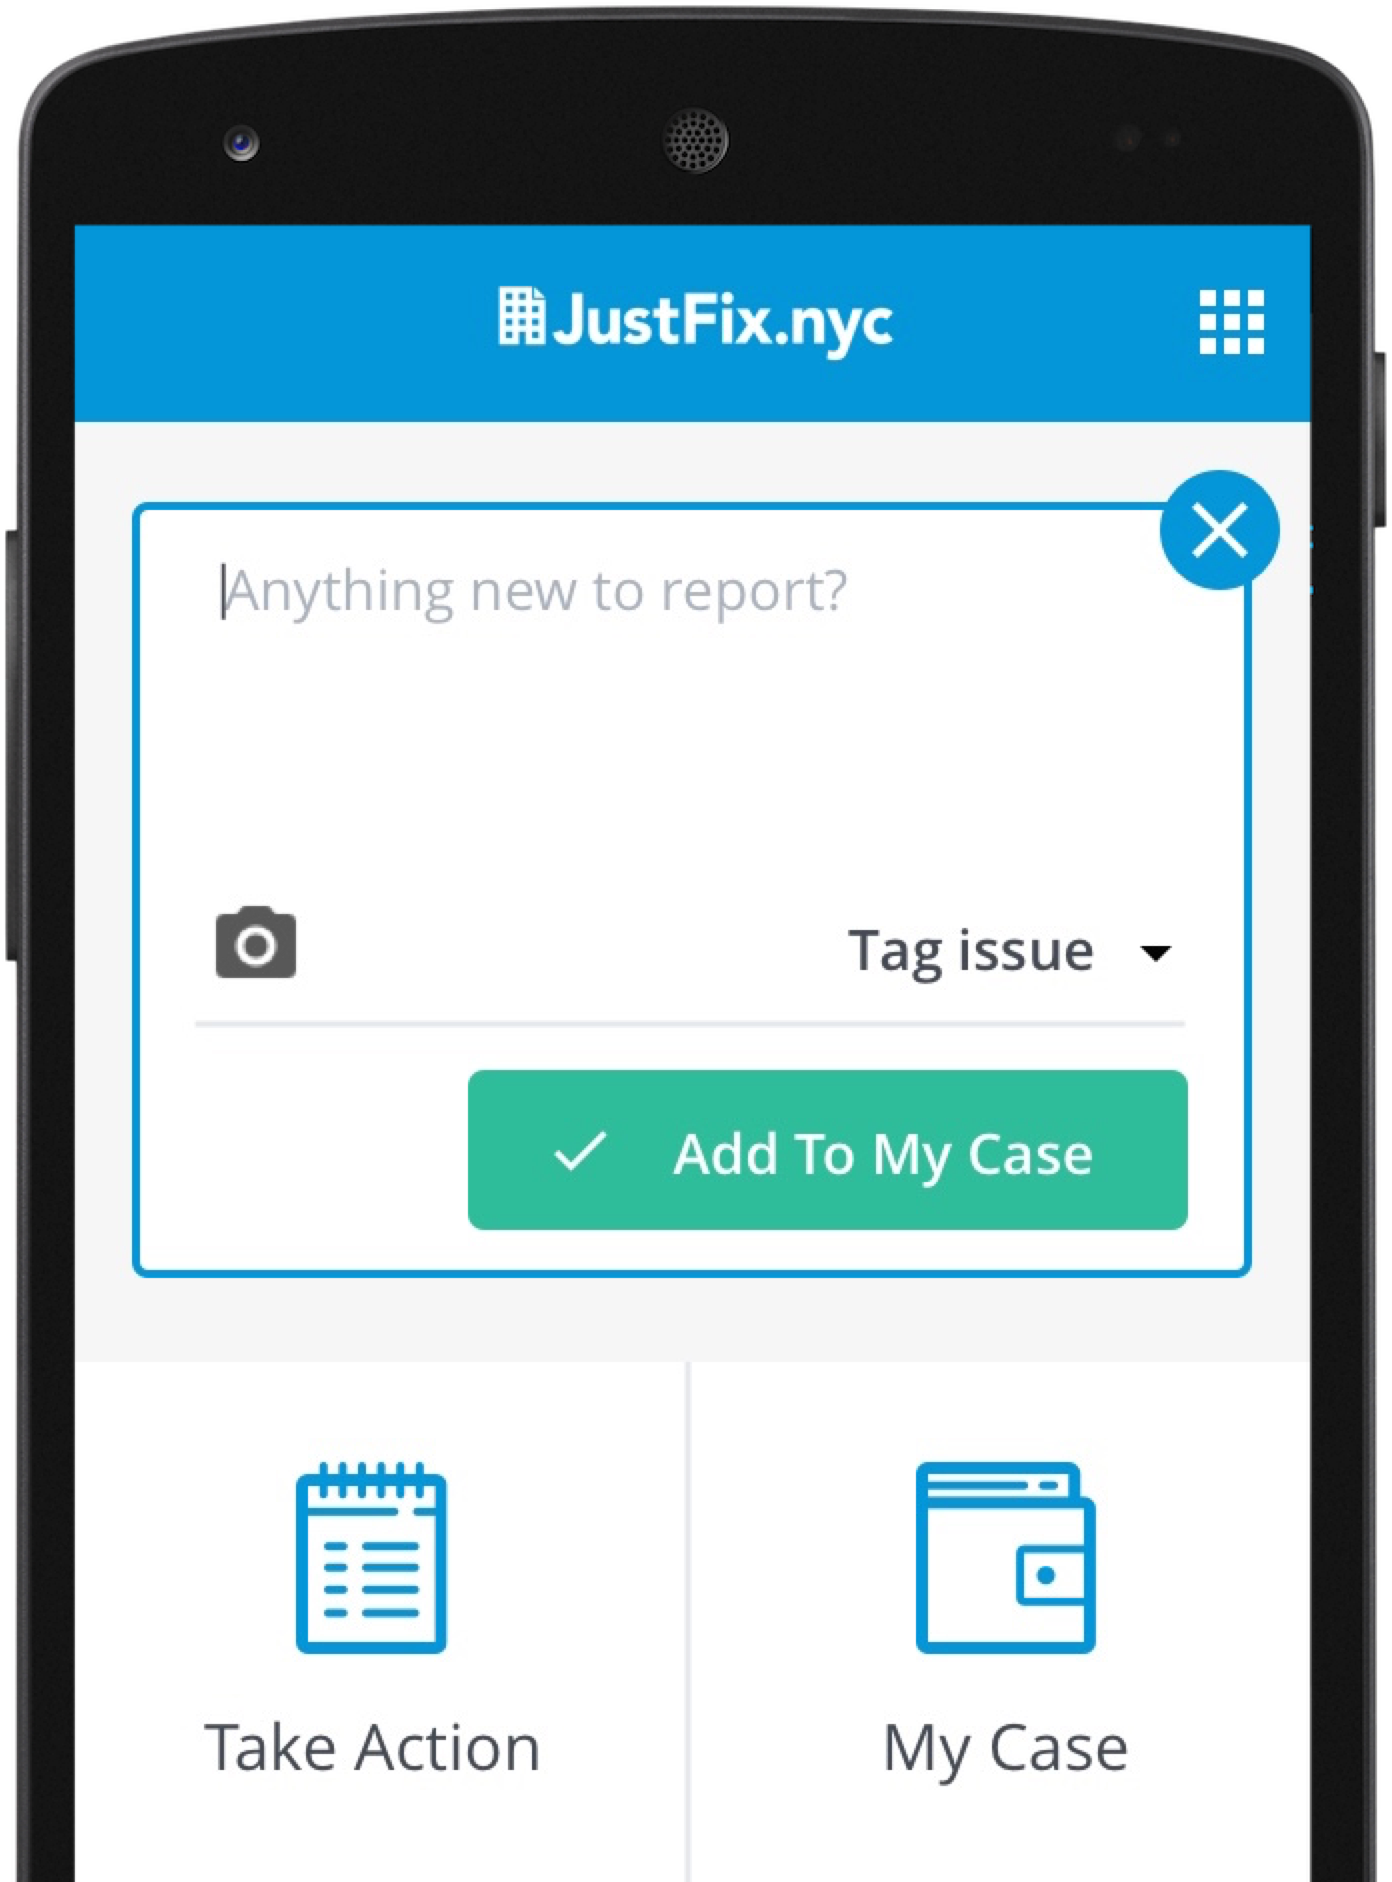 JustFix.nyc
Anything new to report?
Tag issue
Add To My Case
Take Action
My Case